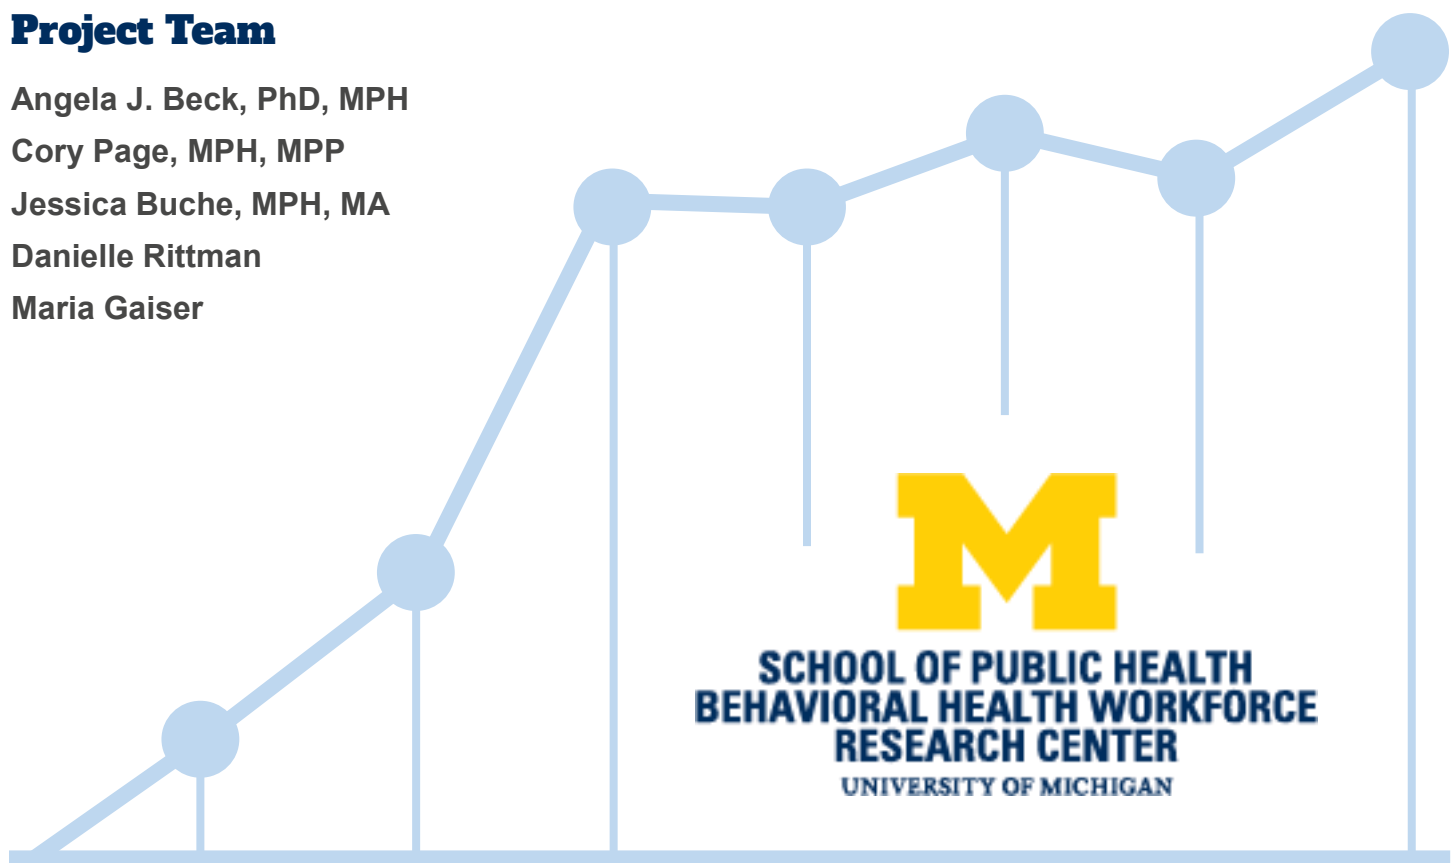 Project Team
Angela J. Beck, PhD, MPH
Cory Page, MPH, MPP
Jessica Buche, MPH, MA
Danielle Rittman
Maria Gaiser
M
SCHOOL OF PUBLIC HEALTH
BEHAVIORAL HEALTH WORKFORCE
RESEARCH CENTER
UNIVERSITY OF MICHIGAN